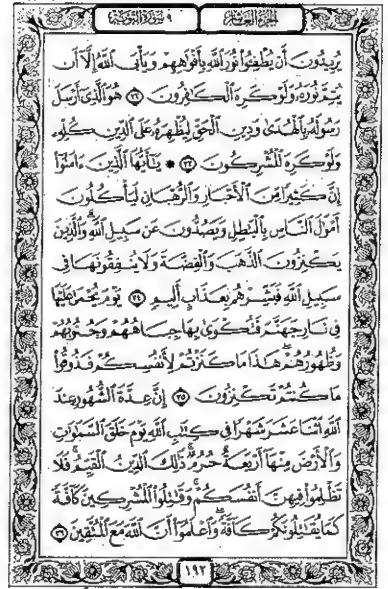 الجزء العاشر ٩ سورة التوبة
يُرِيدُونَ أَن يُطْفِـُٔوا۟ نُورَ ٱللَّهِ بِأَفْوَٰهِهِمْ وَيَأْبَى ٱللَّهُ إِلَّآ أَن
يُتِمَّ نُورَهُۥ وَلَوْ كَرِهَ ٱلْكَـٰفِرُونَ ٣٢ هُوَ ٱلَّذِىٓ أَرْسَلَ
رَسُولَهُۥ بِٱلْهُدَىٰ وَدِينِ ٱلْحَقِّ لِيُظْهِرَهُۥ عَلَى ٱلدِّينِ كُلِّهِۦ
وَلَوْ كَرِهَ ٱلْمُشْرِكُونَ ٣٣ * يَـٰٓأَيُّهَا ٱلَّذِينَ ءَامَنُوٓا۟
إِنَّ كَثِيرًا مِّنَ ٱلْأَحْبَارِ وَٱلرُّهْبَانِ لَيَأْكُلُونَ
أَمْوَٰلَ ٱلنَّاسِ بِٱلْبَـٰطِلِ وَيَصُدُّونَ عَن سَبِيلِ ٱللَّهِ وَٱلَّذِينَ
يَكْنِزُونَ ٱلذَّهَبَ وَٱلْفِضَّةَ وَلَا يُنفِقُونَهَا فِى
سَبِيلِ ٱللَّهِ فَبَشِّرْهُم بِعَذَابٍ أَلِيمٍ ٣٤ يَوْمَ يُحْمَىٰ عَلَيْهَا
فِى نَارِ جَهَنَّمَ فَتُكْوَىٰ بِهَا جِبَاهُهُمْ وَجُنُوبُهُمْ
وَظُهُورُهُمْ هَـٰذَا مَا كَنَزْتُمْ لِأَنفُسِكُمْ فَذُوقُوا۟
مَا كُنتُمْ تَكْنِزُونَ ٣٥ إِنَّ عِدَّةَ ٱلشُّهُورِ عِندَ
ٱللَّهِ ٱثْنَا عَشَرَ شَهْرًا فِى كِتَـٰبِ ٱللَّهِ يَوْمَ خَلَقَ ٱلسَّمَـٰوَٰتِ
وَٱلْأَرْضَ مِنْهَآ أَرْبَعَةٌ حُرُمٌ ذَٰلِكَ ٱلدِّينُ ٱلْقَيِّمُ فَلَا
تَظْلِمُوا۟ فِيهِنَّ أَنفُسَكُمْ وَقَـٰتِلُوا۟ ٱلْمُشْرِكِينَ كَآفَّةً
كَمَا يُقَـٰتِلُونَكُمْ كَآفَّةً وَٱعْلَمُوٓا۟ أَنَّ ٱللَّهَ مَعَ ٱلْمُتَّقِينَ ٣٦
١٩٢